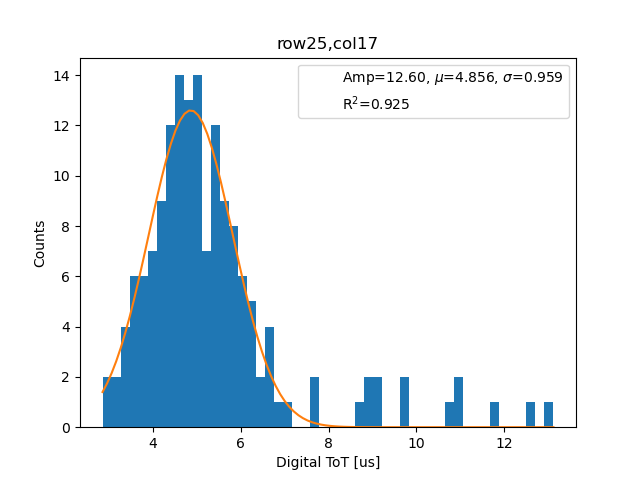 row25,col17
Amp=12.60, μ=4.856, σ=0.959
R²=0.925
14
12
10
8
6
4
2
0
Counts
4 6 8 10 12
Digital ToT [us]